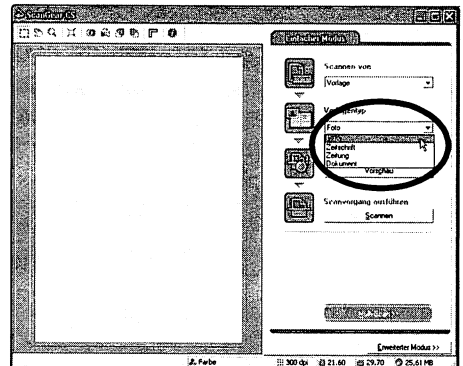 ScanGear CS
Einfacher Modus
Scannen von
Vorlage
Vorlagentyp
Foto
Foto
Zeitschrift
Zeitung
Dokument
Vorschau
Scanvorgang ausführen
Scannen
Erweiterter Modus >>
Farbe
300 dpi
21.60
29.70
25,61 MB